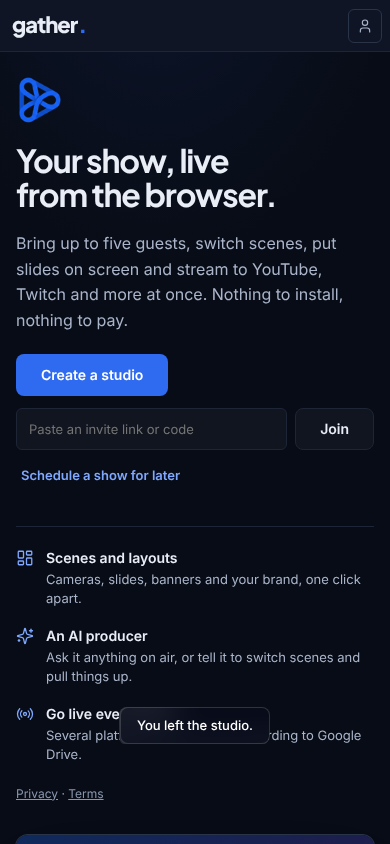 gather.
Your show, live
from the browser.
Bring up to five guests, switch scenes, put
slides on screen and stream to YouTube,
Twitch and more at once. Nothing to install,
nothing to pay.
Create a studio
Paste an invite link or code
Join
Schedule a show for later
Scenes and layouts
Cameras, slides, banners and your brand, one click
apart.
An AI producer
Ask it anything on air, or tell it to switch scenes and
pull things up.
Go live
Several
You left the studio.
to Google
Drive.
Privacy · Terms